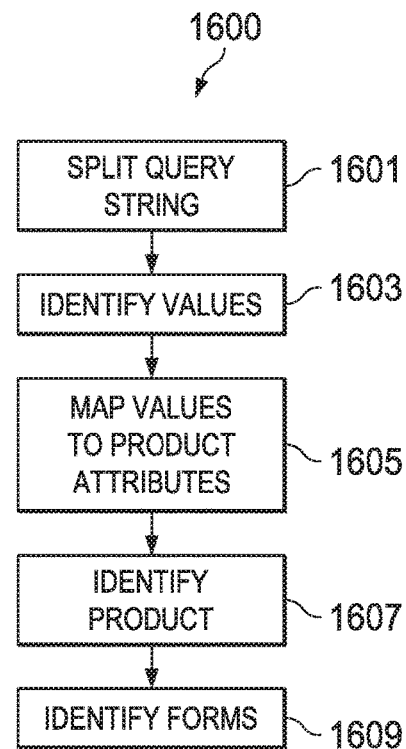 1600
SPLIT QUERY
STRING
1601
IDENTIFY VALUES
1603
MAP VALUES
TO PRODUCT
ATTRIBUTES
1605
IDENTIFY
PRODUCT
1607
IDENTIFY FORMS
1609